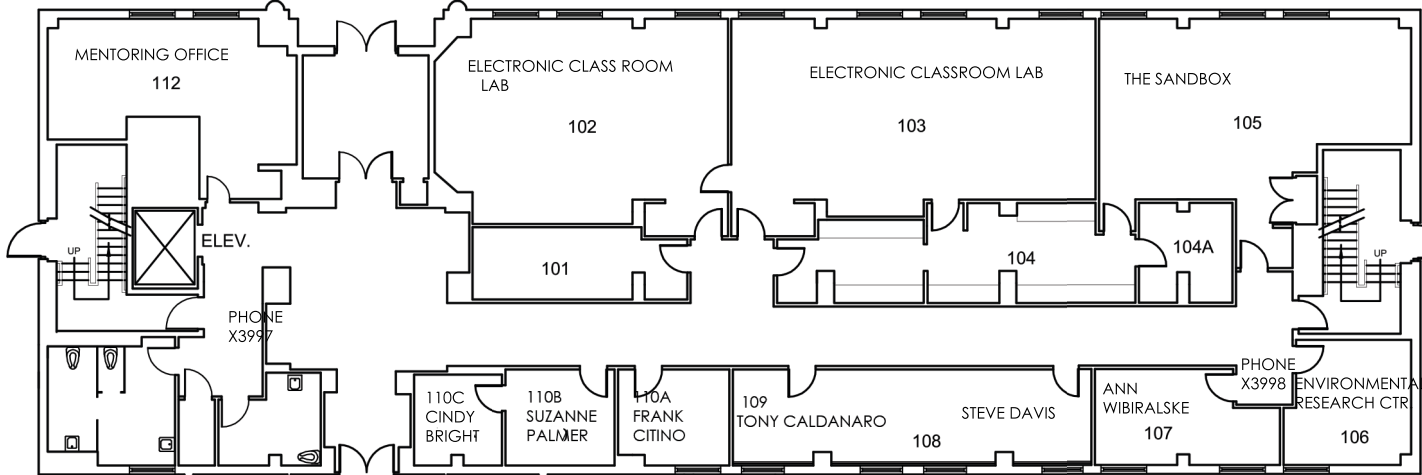 MENTORING OFFICE
112
ELECTRONIC CLASS ROOM
LAB
102
ELECTRONIC CLASSROOM LAB
103
THE SANDBOX
105
UP
ELEV.
101
104
104A
UP
PHONE
X3997
110C
CINDY
BRIGHT
110B
SUZANNE
PALMER
110A
FRANK
CITINO
109
TONY CALDANARO
STEVE DAVIS
108
ANN
WIBIRALSKE
107
PHONE
X3998
ENVIRONMENTA
RESEARCH CTR.
106